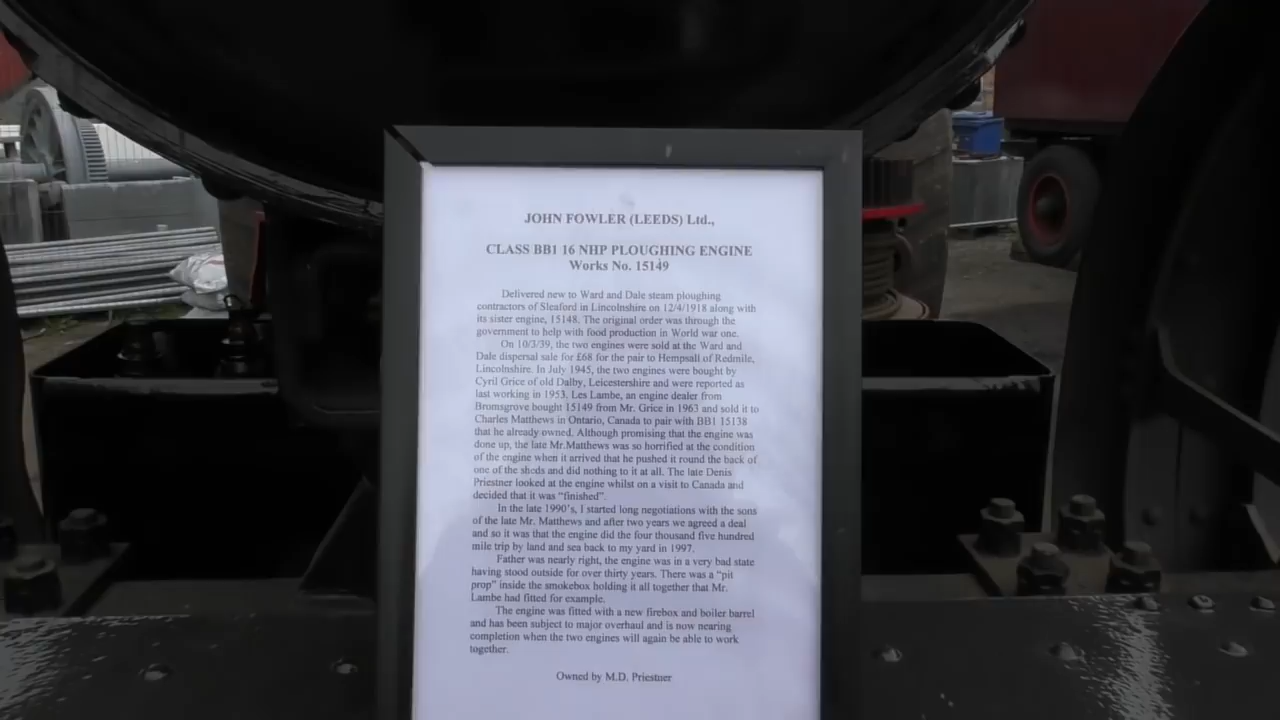 JOHN FOWLER (LEEDS) Ltd.,
CLASS BB1 16 NHP PLOUGHING ENGINE
Works No. 15149
Delivered new to Ward and Dale steam ploughing
contractors of Sleaford in Lincolnshire on 12/4/1918 along with
its sister engine, 15148. The original order was through the
government to help with food production in World war one.
On 10/3/39, the two engines were sold at the Ward and
Dale dispersal sale for £68 for the pair to Hempsall of Redmile,
Lincolnshire. In July 1945, the two engines were bought by
Cyril Grice of old Dalby, Leicestershire and were reported as
last working in 1953. Les Lambe, an engine dealer from
Bromsgrove bought 15149 from Mr. Grice in 1963 and sold it to
Charles Matthews in Ontario, Canada to pair with BB1 15138
that he already owned. Although promising that the engine was
done up, the late Mr.Matthews was so horrified at the condition
of the engine when it arrived that he pushed it round the back of
one of the sheds and did nothing to it at all. The late Denis
Priestner looked at the engine whilst on a visit to Canada and
decided that it was “finished”.
In the late 1990’s, I started long negotiations with the sons
of the late Mr. Matthews and after two years we agreed a deal
and so it was that the engine did the four thousand five hundred
mile trip by land and sea back to my yard in 1997.
Father was nearly right, the engine was in a very bad state
having stood outside for over thirty years. There was a “pit
prop” inside the smokebox holding it all together that Mr.
Lambe had fitted for example.
The engine was fitted with a new firebox and boiler barrel
and has been subject to major overhaul and is now nearing
completion when the two engines will again be able to work
together.
Owned by M.D. Priestner